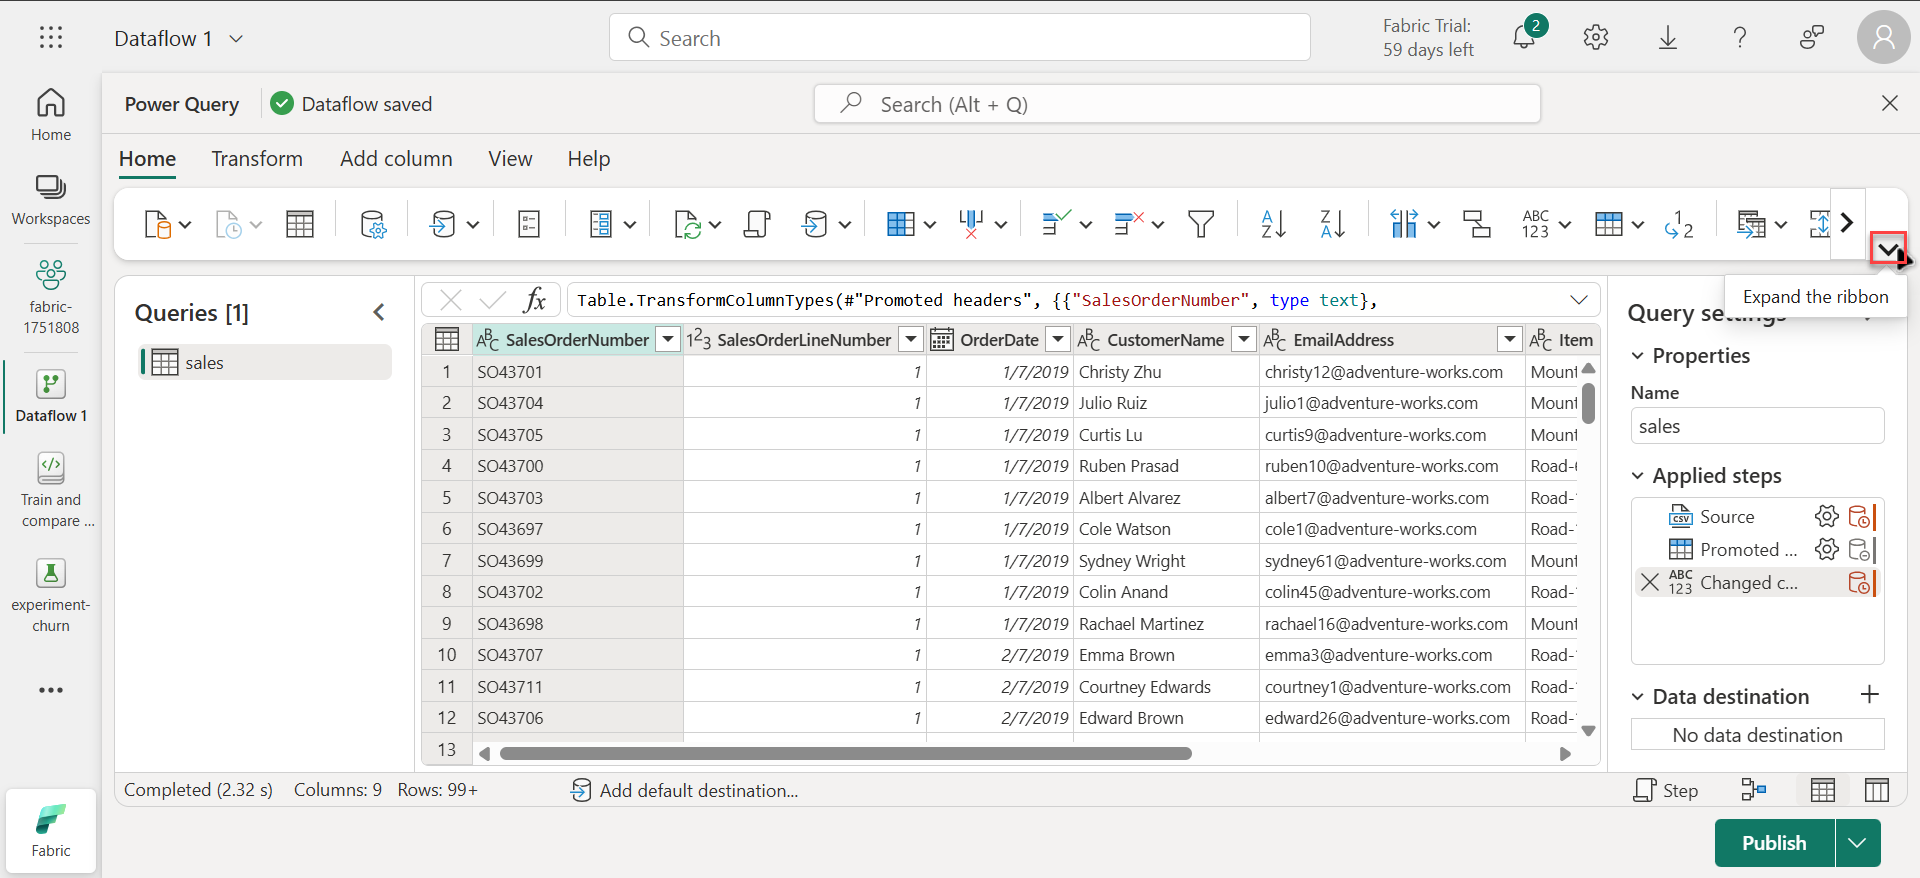 Dataflow 1
Search
Fabric Trial:
59 days left
2
Home
Workspaces
fabric-
1751808
Dataflow 1
Train and
compare ...
experiment-
churn
Fabric
Power Query
Dataflow saved
Search (Alt + Q)
Home Transform Add column View Help
A Z
Z A
ABC 123
1 2
Expand the ribbon
Queries [1]
sales
fx
Table.TransformColumnTypes(#"Promoted headers", {{"SalesOrderNumber", type text},
ABC SalesOrderNumber 123 SalesOrderLineNumber OrderDate ABC CustomerName ABC EmailAddress ABC Item
1 SO43701 1 1/7/2019 Christy Zhu christy12@adventure-works.com Mount
2 SO43704 1 1/7/2019 Julio Ruiz julio1@adventure-works.com Mount
3 SO43705 1 1/7/2019 Curtis Lu curtis9@adventure-works.com Mount
4 SO43700 1 1/7/2019 Ruben Prasad ruben10@adventure-works.com Road-
5 SO43703 1 1/7/2019 Albert Alvarez albert7@adventure-works.com Road-
6 SO43697 1 1/7/2019 Cole Watson cole1@adventure-works.com Road-
7 SO43699 1 1/7/2019 Sydney Wright sydney61@adventure-works.com Mount
8 SO43702 1 1/7/2019 Colin Anand colin45@adventure-works.com Road-
9 SO43698 1 1/7/2019 Rachael Martinez rachael16@adventure-works.com Mount
10 SO43707 1 2/7/2019 Emma Brown emma3@adventure-works.com Road-
11 SO43711 1 2/7/2019 Courtney Edwards courtney1@adventure-works.com Road-
12 SO43706 1 2/7/2019 Edward Brown edward26@adventure-works.com Road-
13
Query settings
Properties
Name
sales
Applied steps
CSV Source
Promoted ...
ABC 123 Changed c...
Data destination
No data destination
Completed (2.32 s) Columns: 9 Rows: 99+ Add default destination... Step
Publish